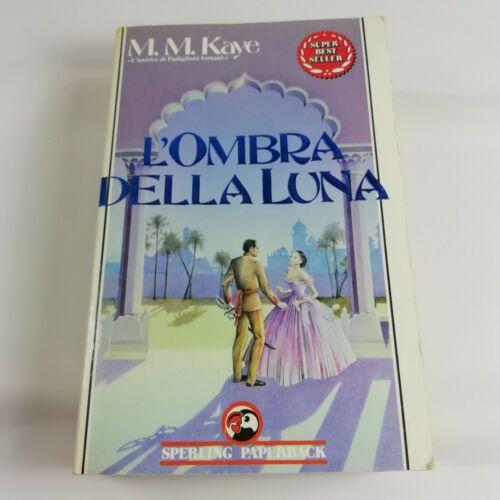 M. M. Kaye
«L'autrice di Padiglioni lontani.»
SUPER
BEST
SELLER
L'OMBRA
DELLA LUNA
SPERLING PAPERBACK